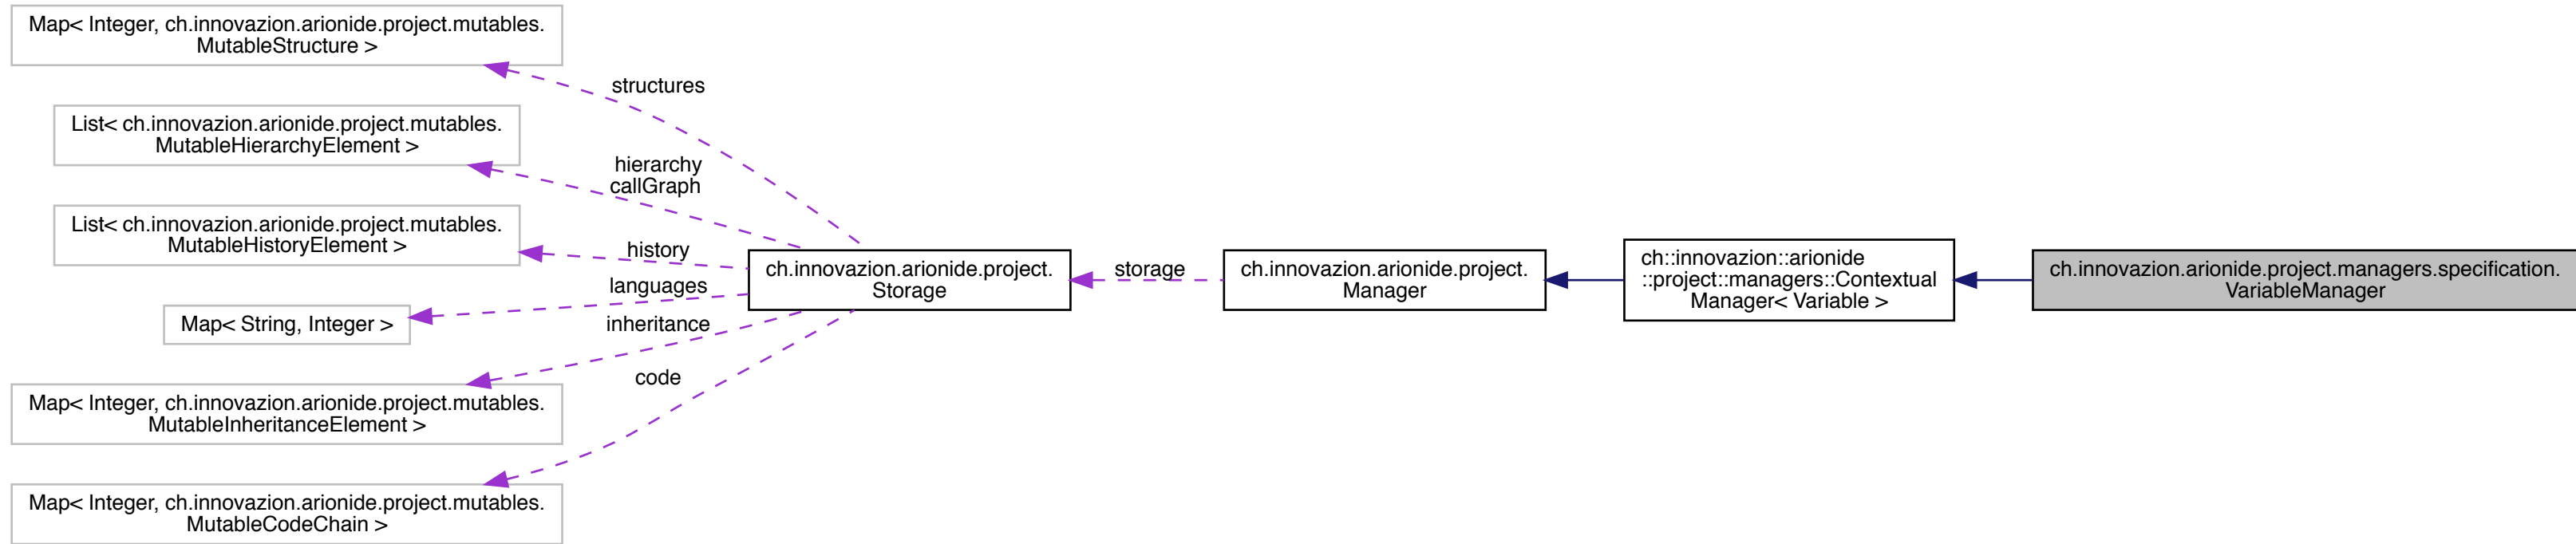 Map< Integer, ch.innovazion.arionide.project.mutables.
MutableStructure >
structures
List< ch.innovazion.arionide.project.mutables.
MutableHierarchyElement >
hierarchy
callGraph
List< ch.innovazion.arionide.project.mutables.
MutableHistoryElement >
history
languages
Map< String, Integer >
inheritance
Map< Integer, ch.innovazion.arionide.project.mutables.
MutableInheritanceElement >
code
Map< Integer, ch.innovazion.arionide.project.mutables.
MutableCodeChain >
ch.innovazion.arionide.project.
Storage
storage
ch.innovazion.arionide.project.
Manager
ch::innovazion::arionide
::project::managers::Contextual
Manager< Variable >
ch.innovazion.arionide.project.managers.specification.
VariableManager